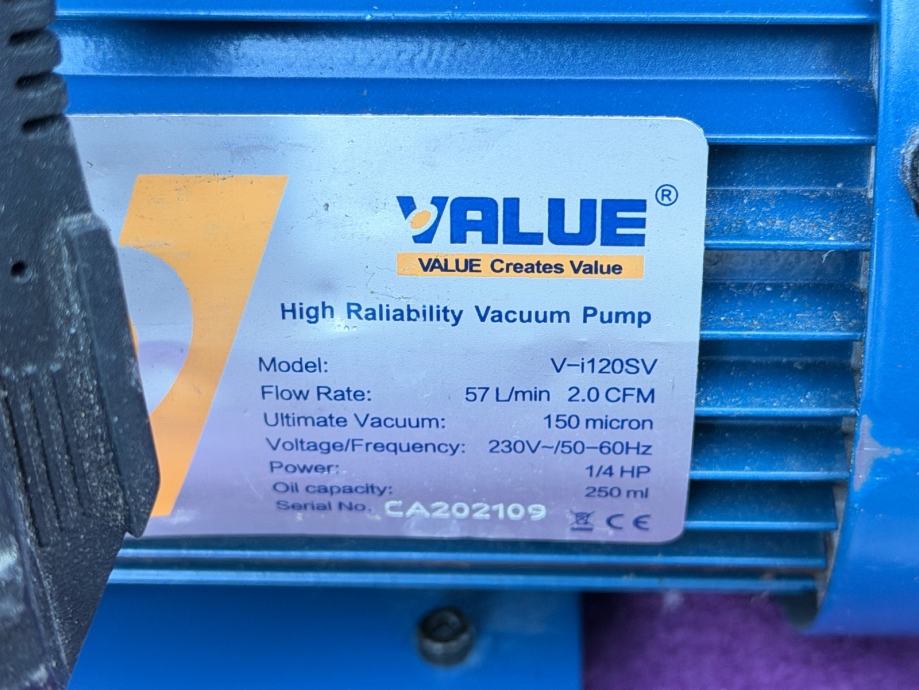 VALUE®
VALUE Creates Value
High Raliability Vacuum Pump
Model: V-i120SV
Flow Rate: 57 L/min 2.0 CFM
Ultimate Vacuum: 150 micron
Voltage/Frequency: 230V~/50-60Hz
Power: 1/4 HP
Oil capacity: 250 ml
Serial No. CA202109 CE